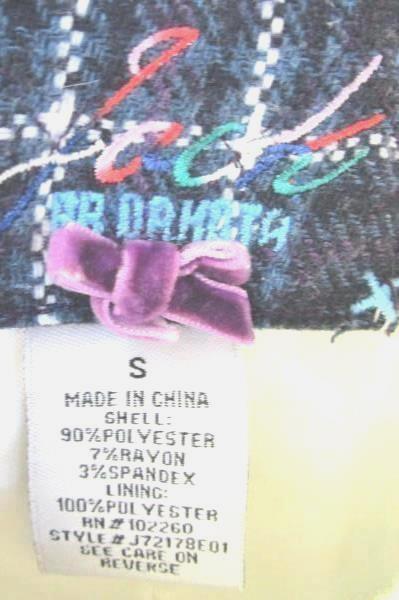 Jack
BB DAKOTA
S
MADE IN CHINA
SHELL:
90%POLYESTER
7%RAYON
3%SPANDEX
LINING:
100%POLYESTER
RN# 102260
STYLE# J72178E01
SEE CARE ON
REVERSE